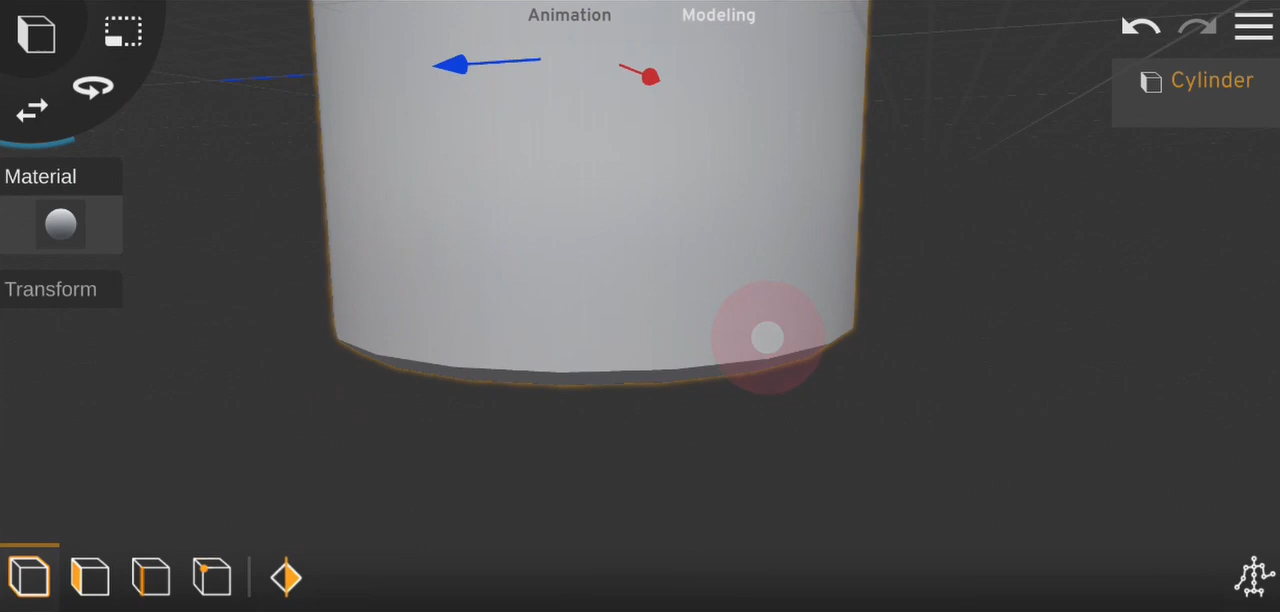 Animation
Modeling
Cylinder
Material
Transform